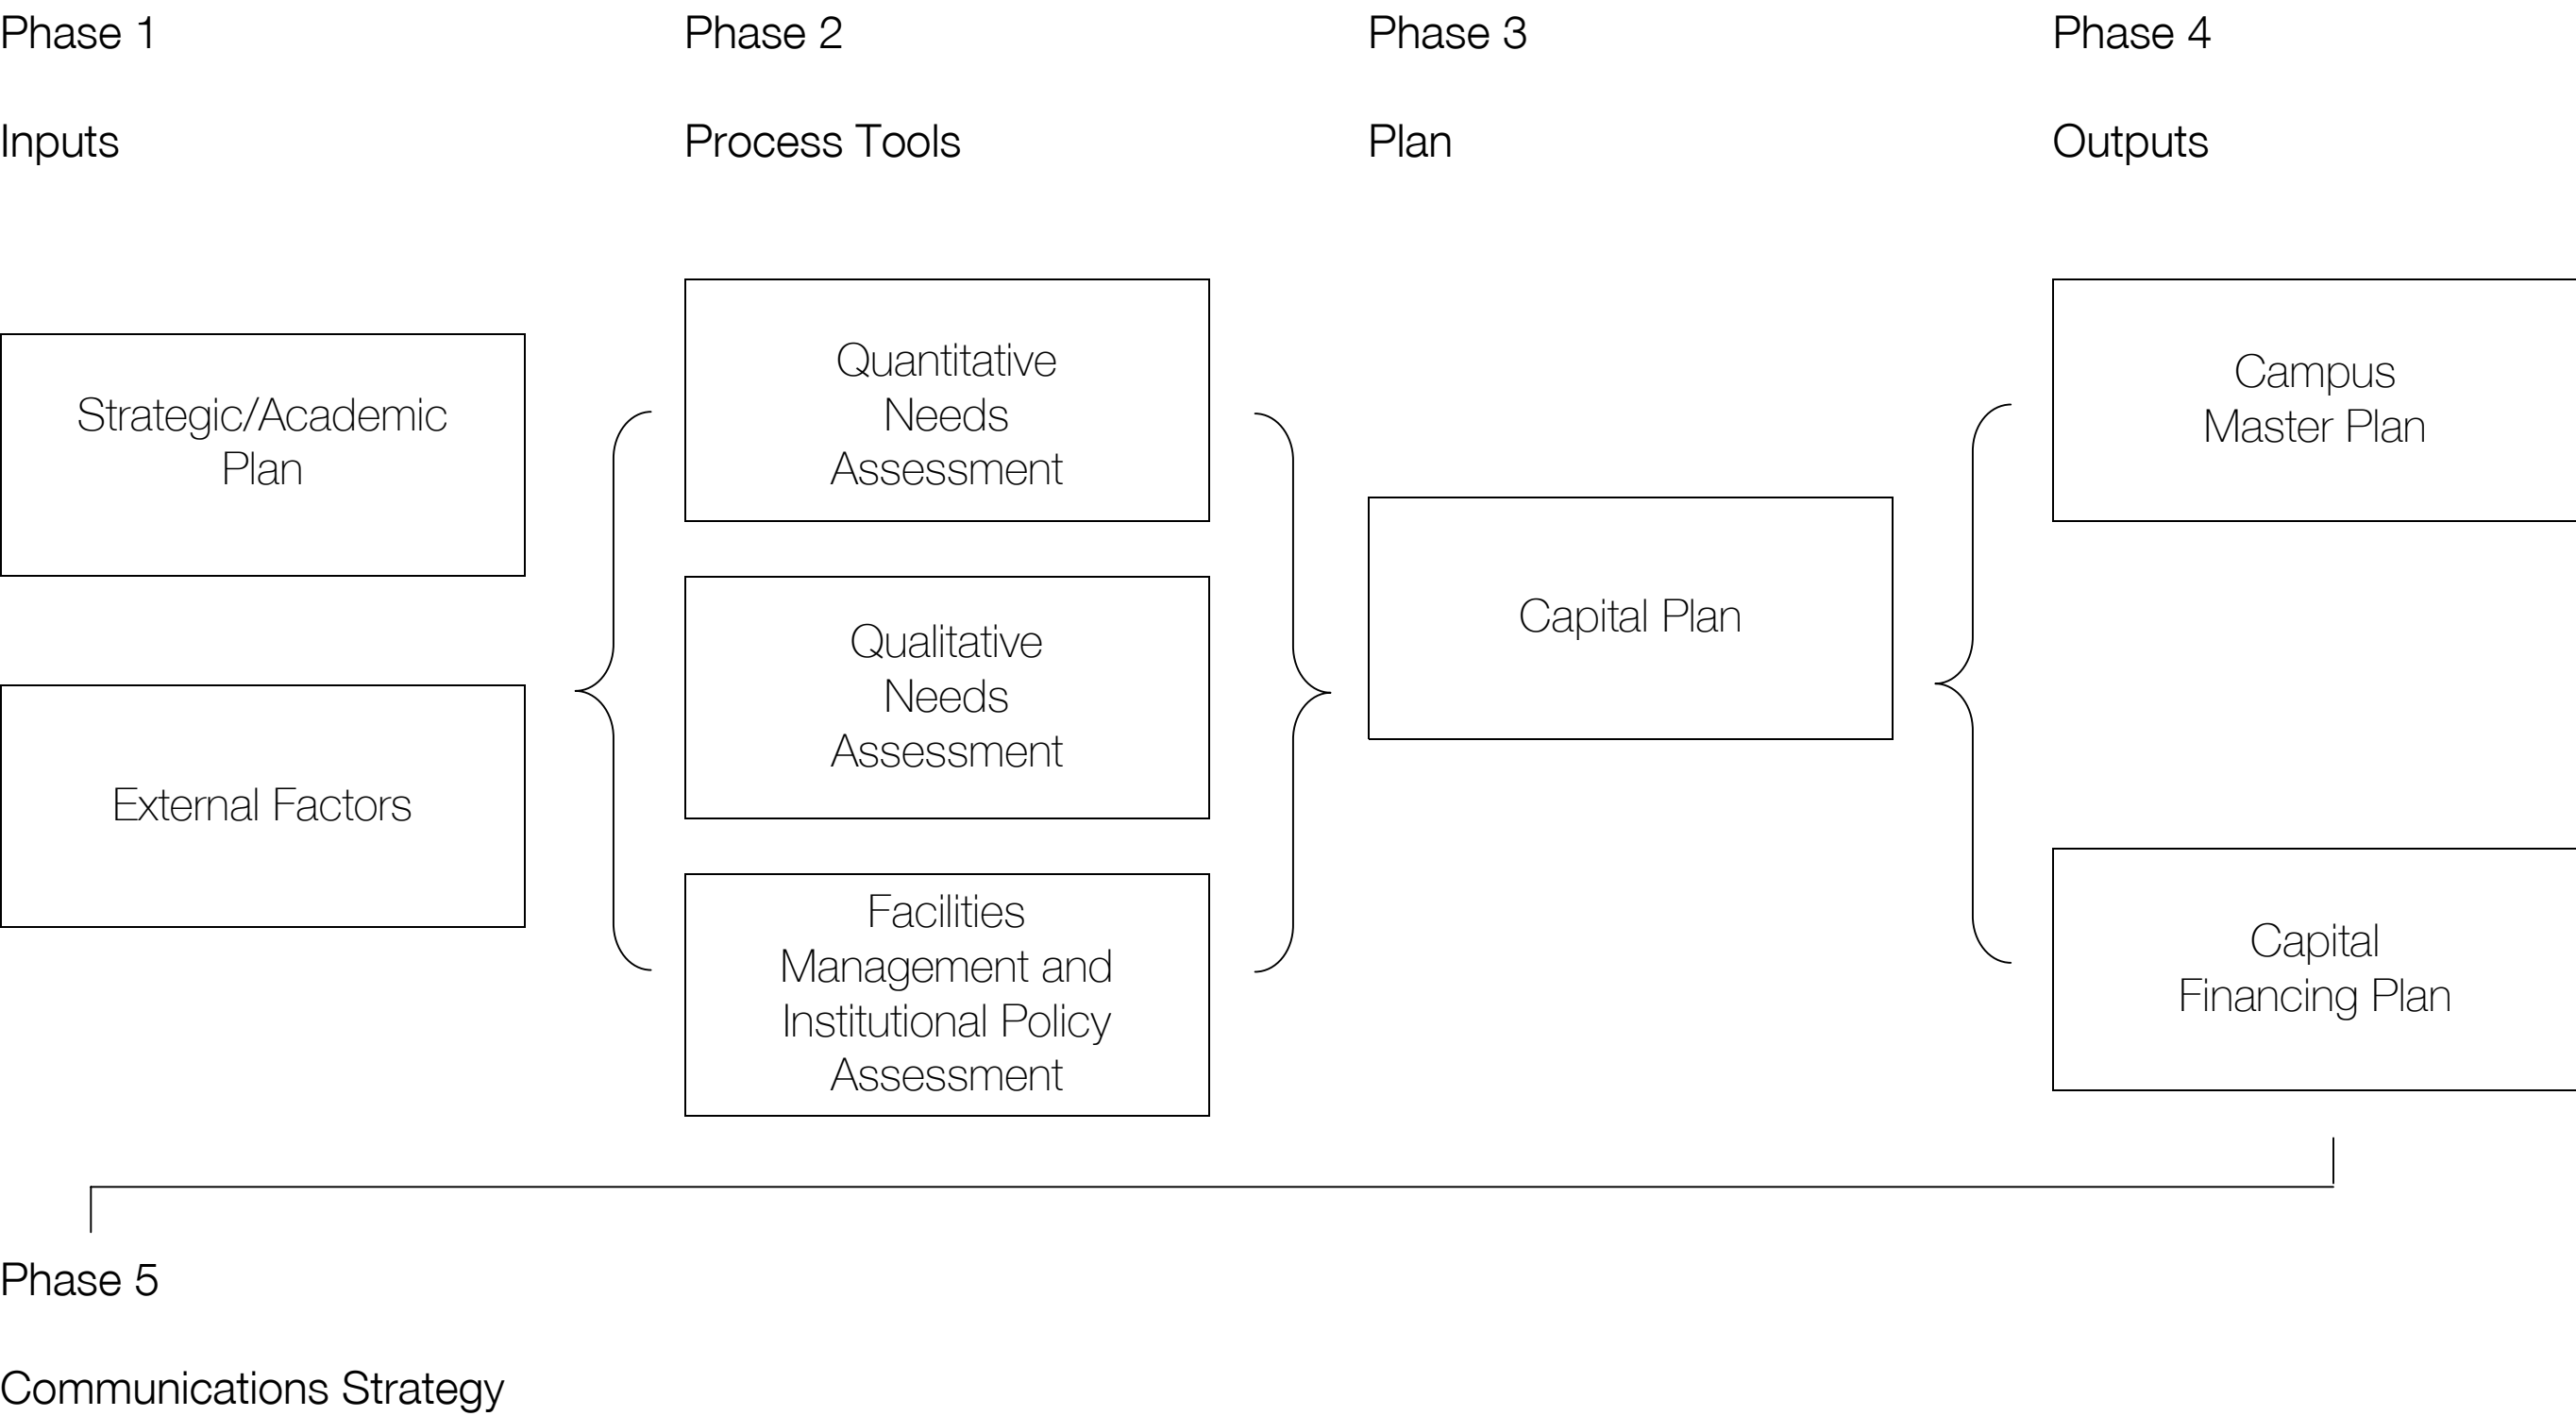 Phase 1
Phase 2
Phase 3
Phase 4
Inputs
Process Tools
Plan
Outputs
Strategic/Academic
Plan
External Factors
Quantitative
Needs
Assessment
Qualitative
Needs
Assessment
Facilities
Management and
Institutional Policy
Assessment
Capital Plan
Campus
Master Plan
Capital
Financing Plan
Phase 5
Communications Strategy